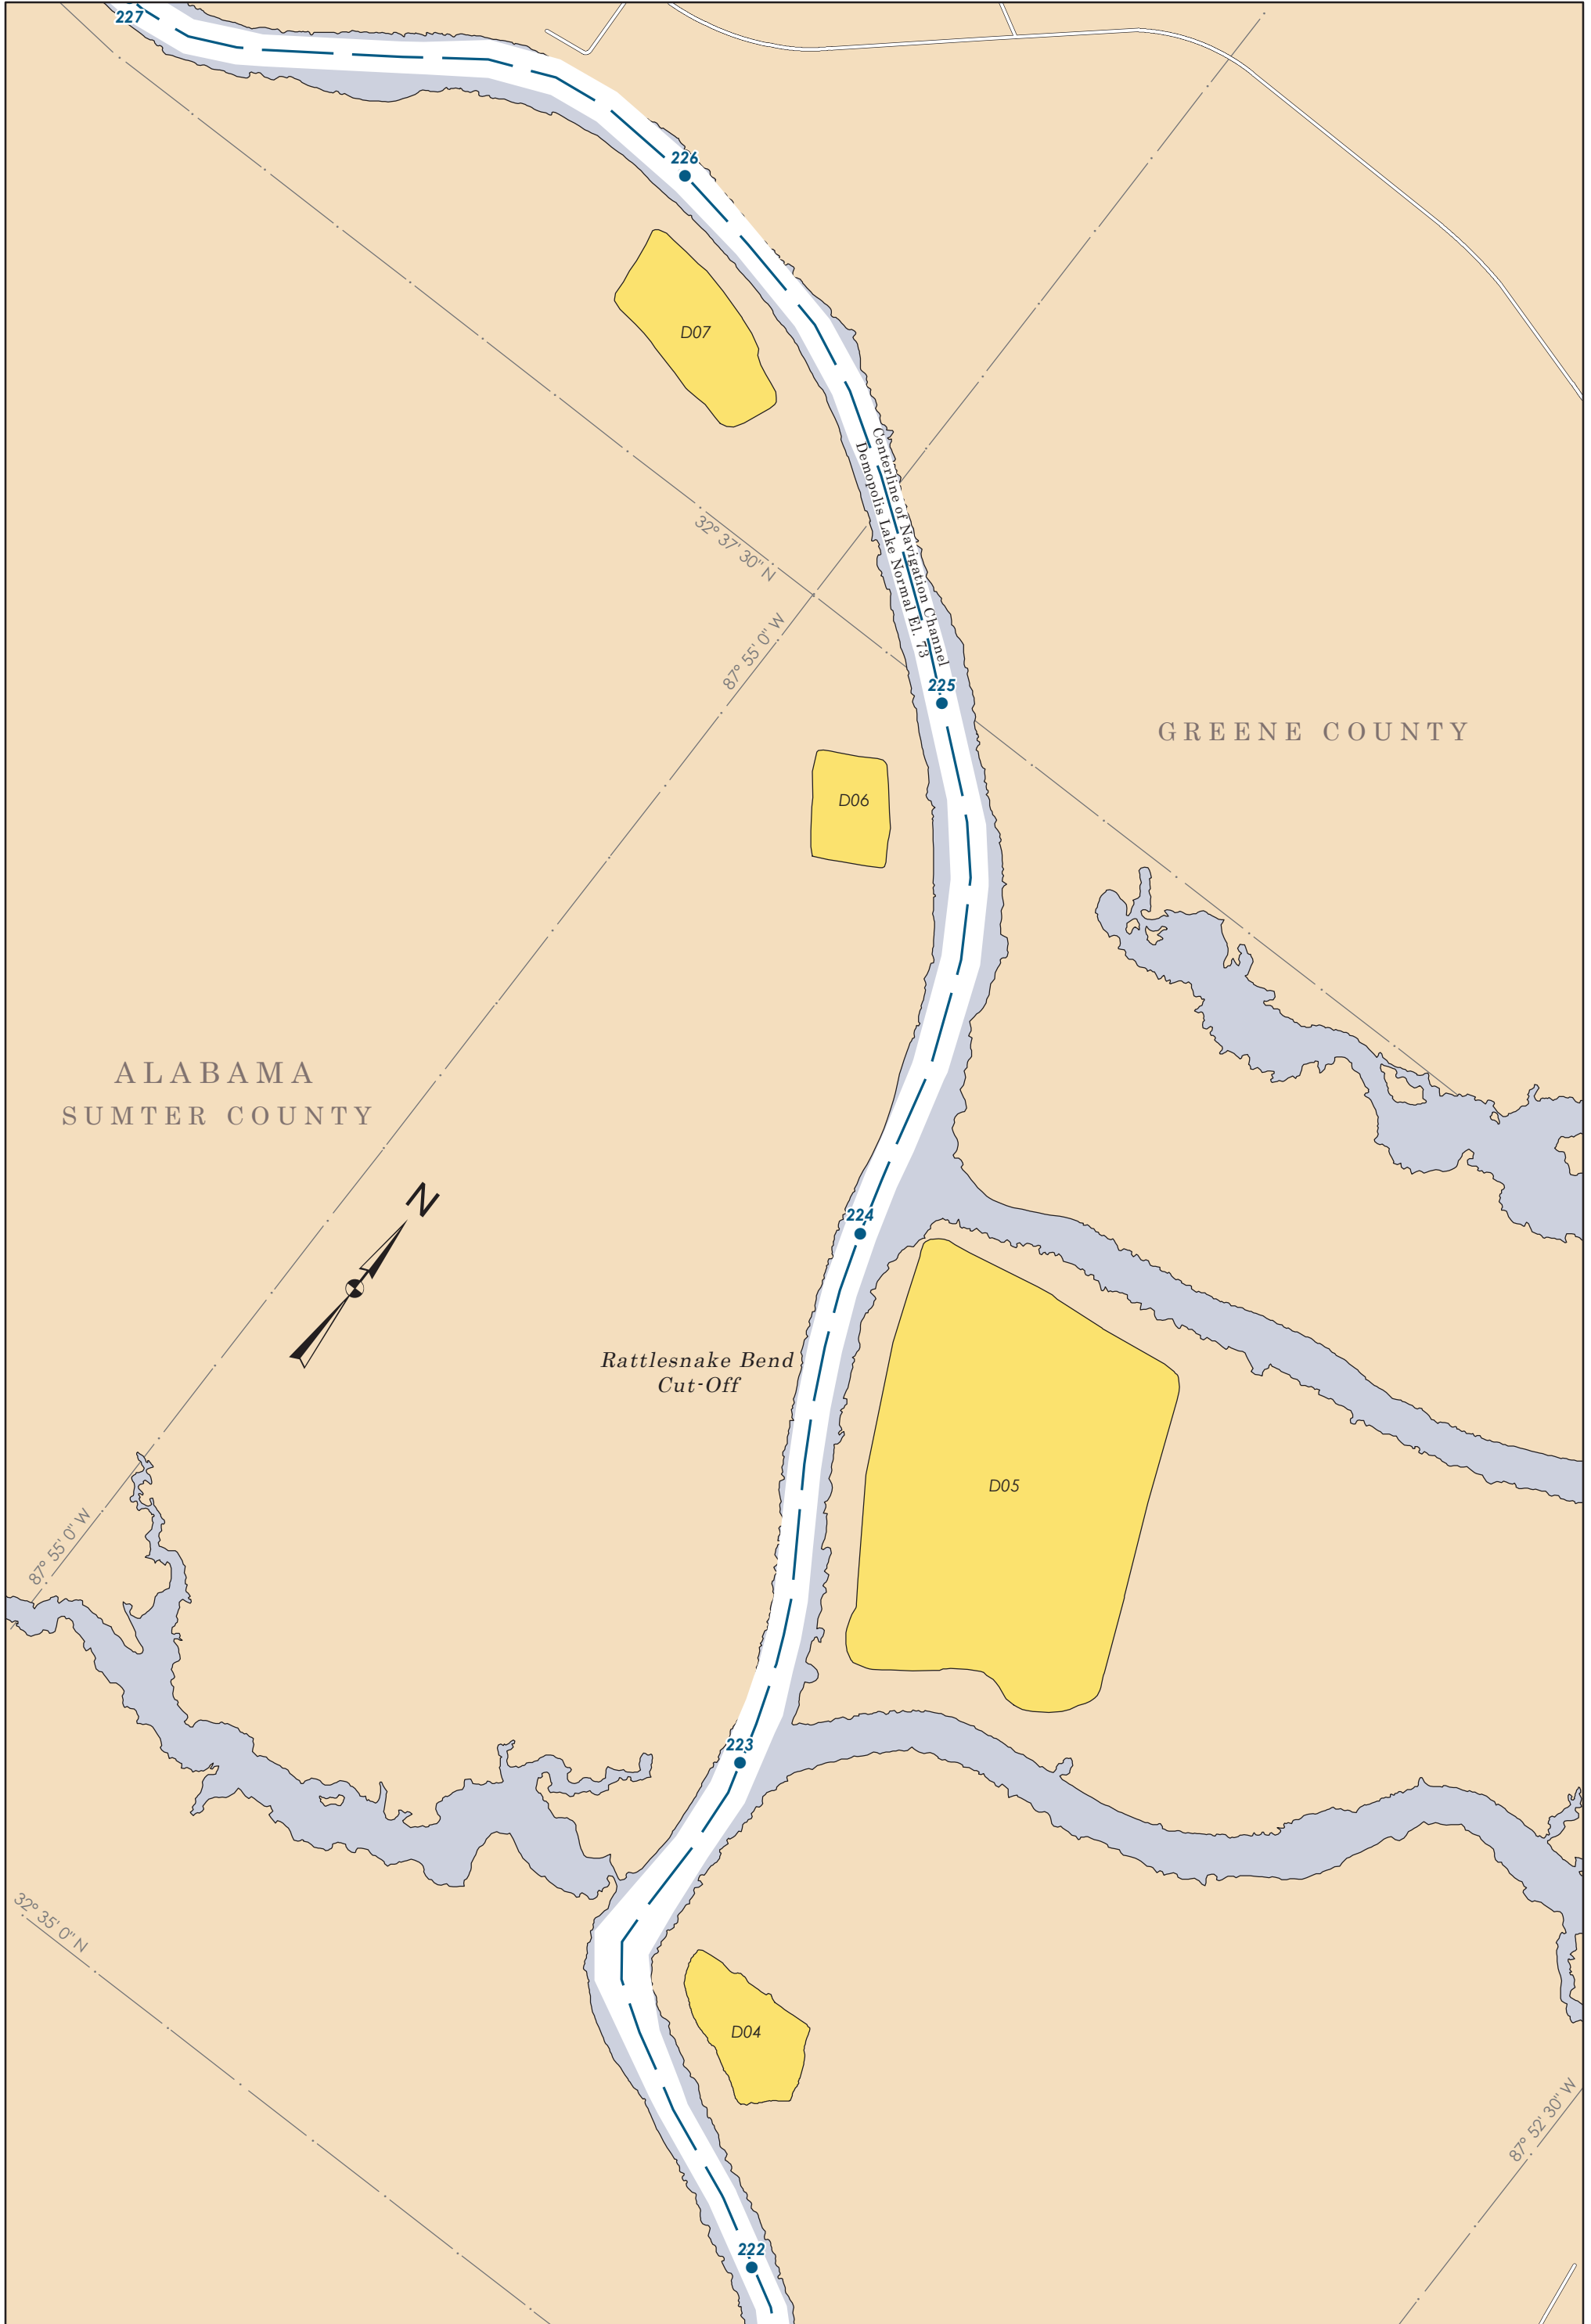 227
226
D07
Centerline of Navigation Channel
Demopolis Lake Normal El. 73
32° 37' 30" N
87° 55' 0" W
225
GREENE COUNTY
D06
ALABAMA
SUMTER COUNTY
N
224
Rattlesnake Bend
Cut-Off
D05
87° 55' 0" W
223
32° 35' 0" N
D04
87° 52' 30" W
222